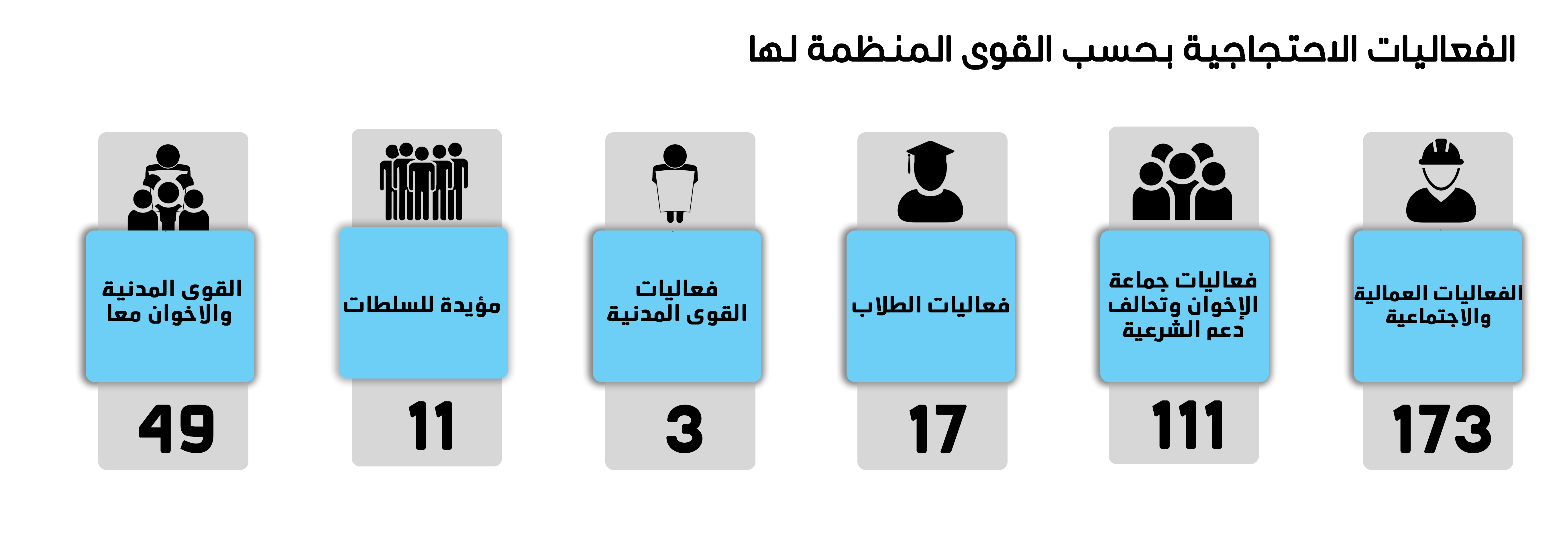 الفعاليات الاحتجاجية بحسب القوى المنظمة لها
الفعاليات العمالية
والاجتماعية
173
فعاليات جماعة
الإخوان وتحالف
دعم الشرعية
111
فعاليات الطلاب
17
فعاليات
القوى المدنية
3
مؤيدة للسلطات
11
القوى المدنية
والاخوان معا
49